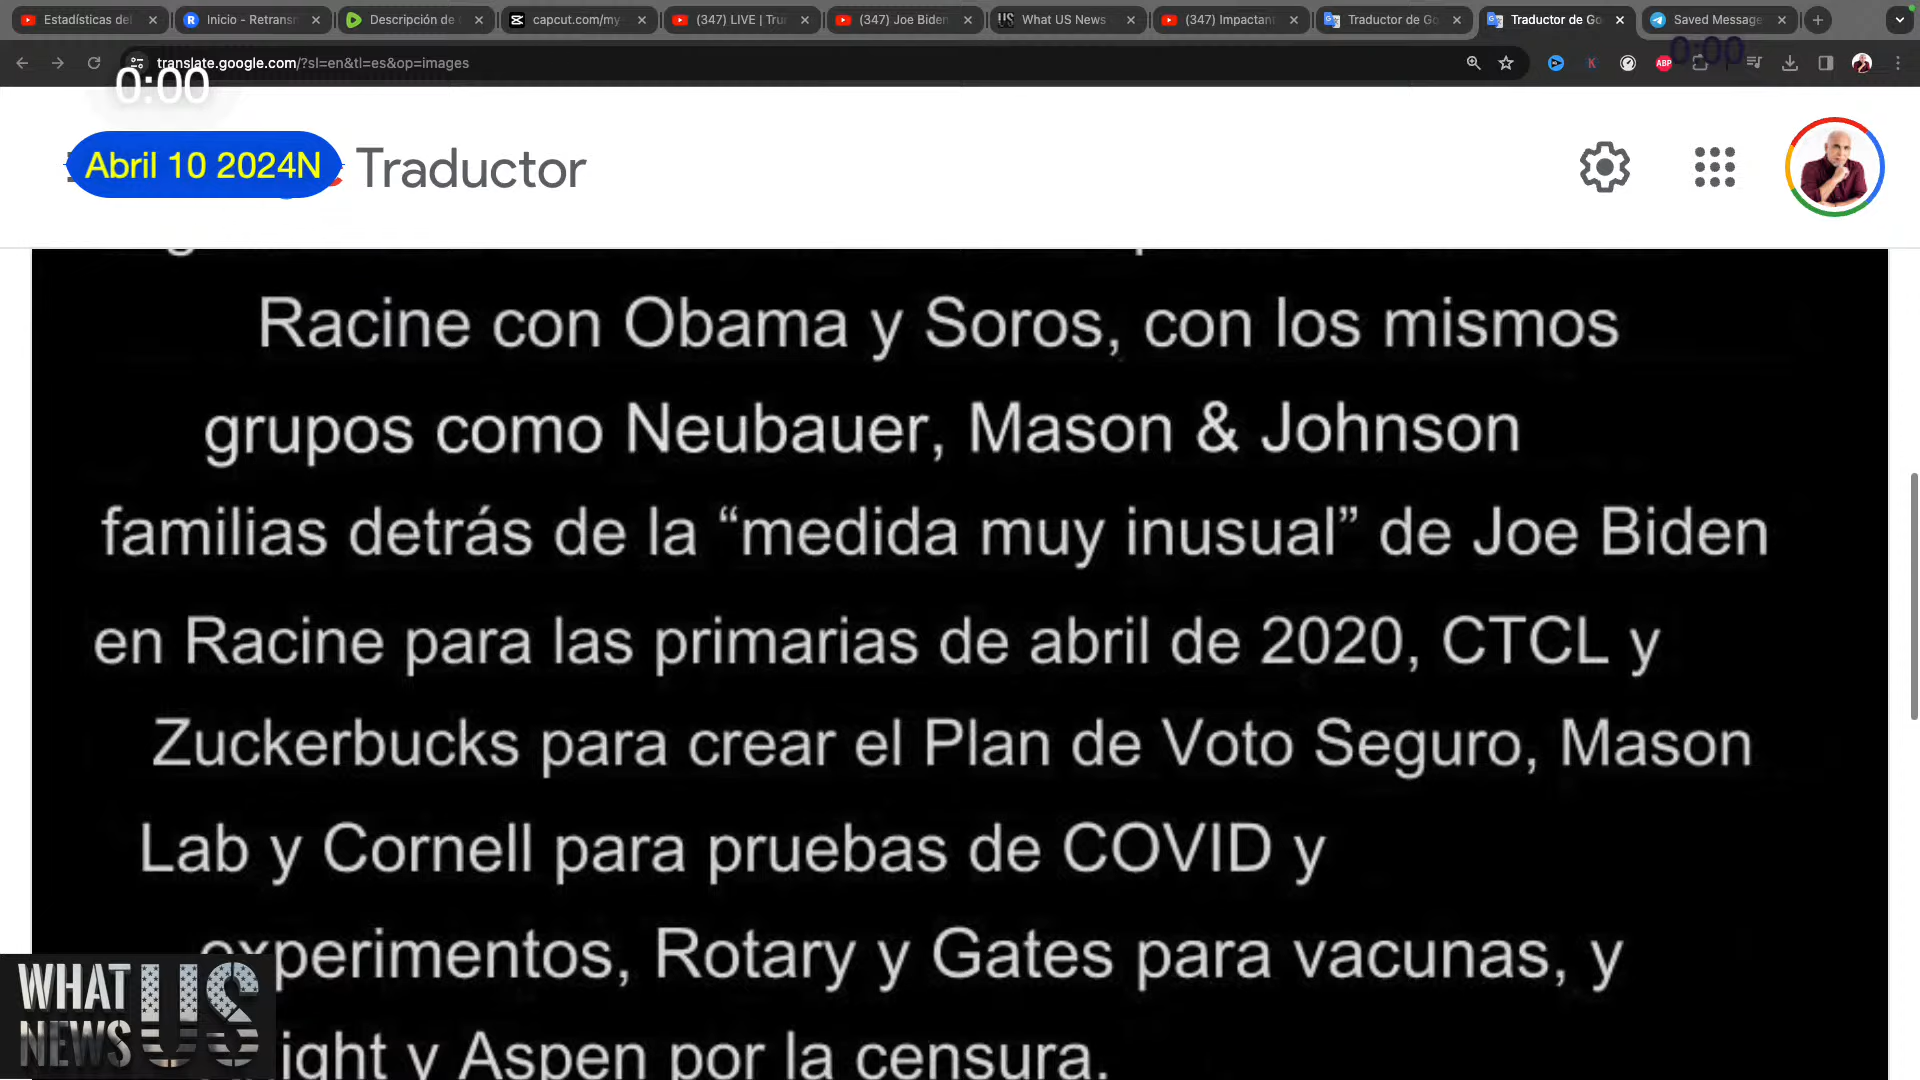 Estadísticas del
Inicio - Retransm
Descripción de
capcut.com/my
(347) LIVE | Tru
(347) Joe Biden
What US News
(347) Impactan
Traductor de Go
Traductor de Go
Saved Message
translate.google.com/?sl=en&tl=es&op=images
ABP
0:00
0:00
Abril 10 2024N
Traductor
Racine con Obama y Soros, con los mismos
grupos como Neubauer, Mason & Johnson
familias detrás de la “medida muy inusual” de Joe Biden
en Racine para las primarias de abril de 2020, CTCL y
Zuckerbucks para crear el Plan de Voto Seguro, Mason
Lab y Cornell para pruebas de COVID y
experimentos, Rotary y Gates para vacunas, y
ight y Aspen por la censura.
WHAT US
NEWS